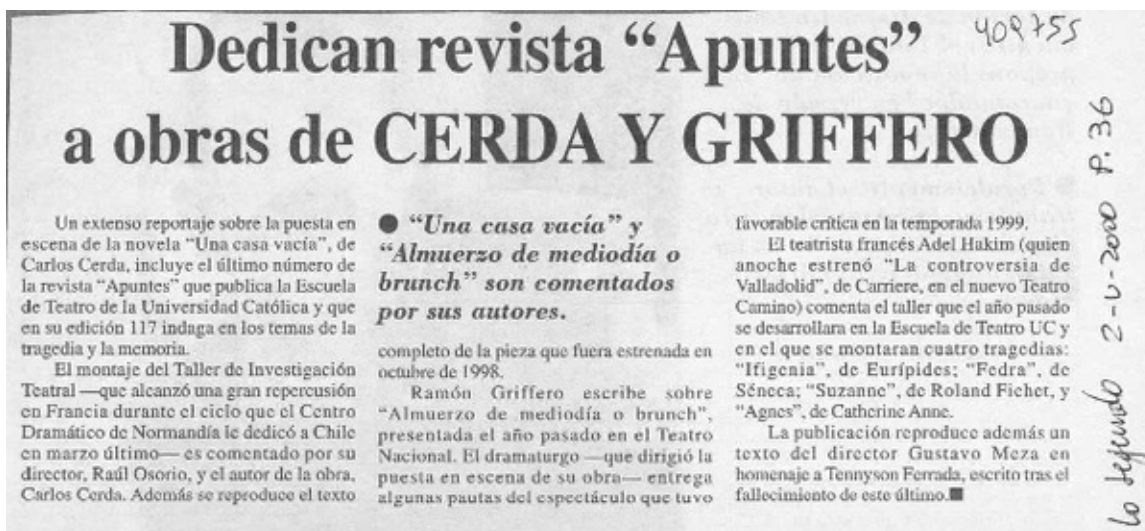 Dedican revista “Apuntes”
a obras de CERDA Y GRIFFERO
409755
Un extenso reportaje sobre la puesta en
escena de la novela “Una casa vacía”, de
Carlos Cerda, incluye el último número de
la revista “Apuntes” que publica la Escuela
de Teatro de la Universidad Católica y que
en su edición 117 indaga en los temas de la
tragedia y la memoria.
El montaje del Taller de Investigación
Teatral —que alcanzó una gran repercusión
en Francia durante el ciclo que el Centro
Dramático de Normandía le dedicó a Chile
en marzo último— es comentado por su
director, Raúl Osorio, y el autor de la obra,
Carlos Cerda. Además se reproduce el texto
● “Una casa vacía” y
“Almuerzo de mediodía o
brunch” son comentados
por sus autores.
completo de la pieza que fuera estrenada en
octubre de 1998.
Ramón Griffero escribe sobre
“Almuerzo de mediodía o brunch”,
presentada el año pasado en el Teatro
Nacional. El dramaturgo —que dirigió la
puesta en escena de su obra— entrega
algunas pautas del espectáculo que tuvo
favorable crítica en la temporada 1999.
El teatrista francés Adel Hakim (quien
anoche estrenó “La controversia de
Valladolid”, de Carriere, en el nuevo Teatro
Camino) comenta el taller que el año pasado
se desarrollara en la Escuela de Teatro UC y
en el que se montaran cuatro tragedias:
“Ifigenia”, de Eurípides; “Fedra”, de
Séneca; “Suzanne”, de Roland Fichet, y
“Agnes”, de Catherine Anne.
La publicación reproduce además un
texto del director Gustavo Meza en
homenaje a Tennyson Ferrada, escrito tras el
fallecimiento de este último.■
La Segunda 2-V-2000 P. 36